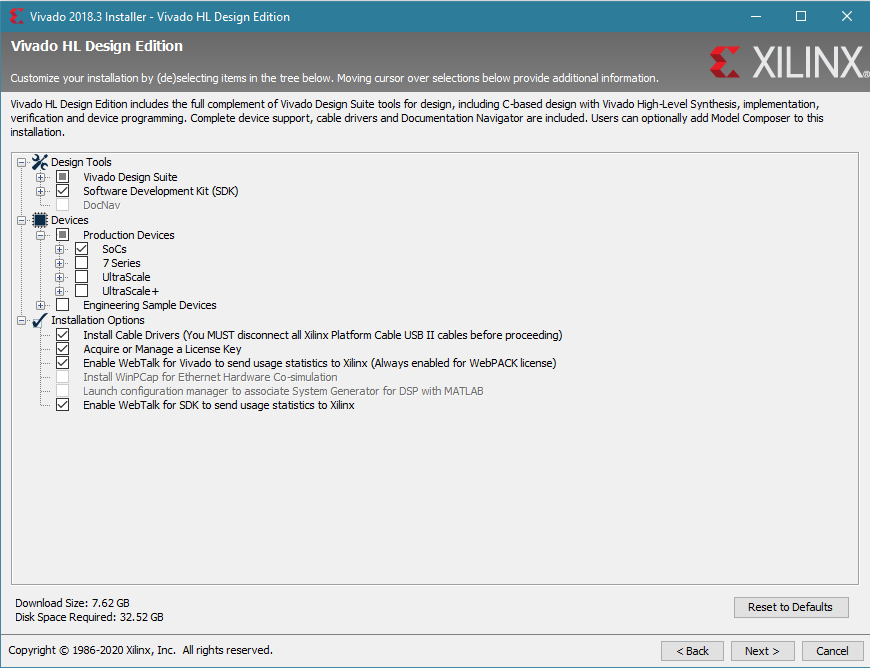 Vivado 2018.3 Installer - Vivado HL Design Edition
Vivado HL Design Edition
Customize your installation by (de)selecting items in the tree below. Moving cursor over selections below provide additional information.
XILINX®
Vivado HL Design Edition includes the full complement of Vivado Design Suite tools for design, including C-based design with Vivado High-Level Synthesis, implementation,
verification and device programming. Complete device support, cable drivers and Documentation Navigator are included. Users can optionally add Model Composer to this
installation.
Design Tools
Vivado Design Suite
Software Development Kit (SDK)
DocNav
Devices
Production Devices
SoCs
7 Series
UltraScale
UltraScale+
Engineering Sample Devices
Installation Options
Install Cable Drivers (You MUST disconnect all Xilinx Platform Cable USB II cables before proceeding)
Acquire or Manage a License Key
Enable WebTalk for Vivado to send usage statistics to Xilinx (Always enabled for WebPACK license)
Install WinPCap for Ethernet Hardware Co-simulation
Launch configuration manager to associate System Generator for DSP with MATLAB
Enable WebTalk for SDK to send usage statistics to Xilinx
Download Size: 7.62 GB
Disk Space Required: 32.52 GB
Reset to Defaults
Copyright © 1986-2020 Xilinx, Inc. All rights reserved.
< Back
Next >
Cancel